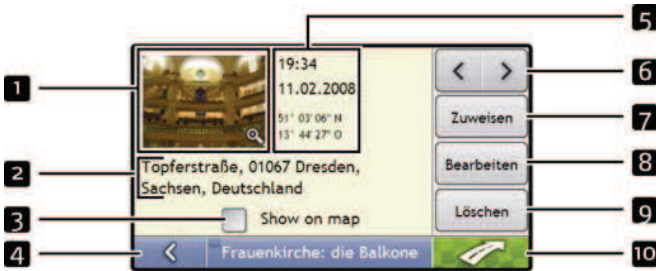 5
19:34
11.02.2008
51° 03' 06" N
13° 44' 27" O
1
6
Zuweisen
7
Topferstraße, 01067 Dresden,
Sachsen, Deutschland
2
Bearbeiten
8
3
Show on map
Löschen
9
4
Frauenkirche: die Balkone
10